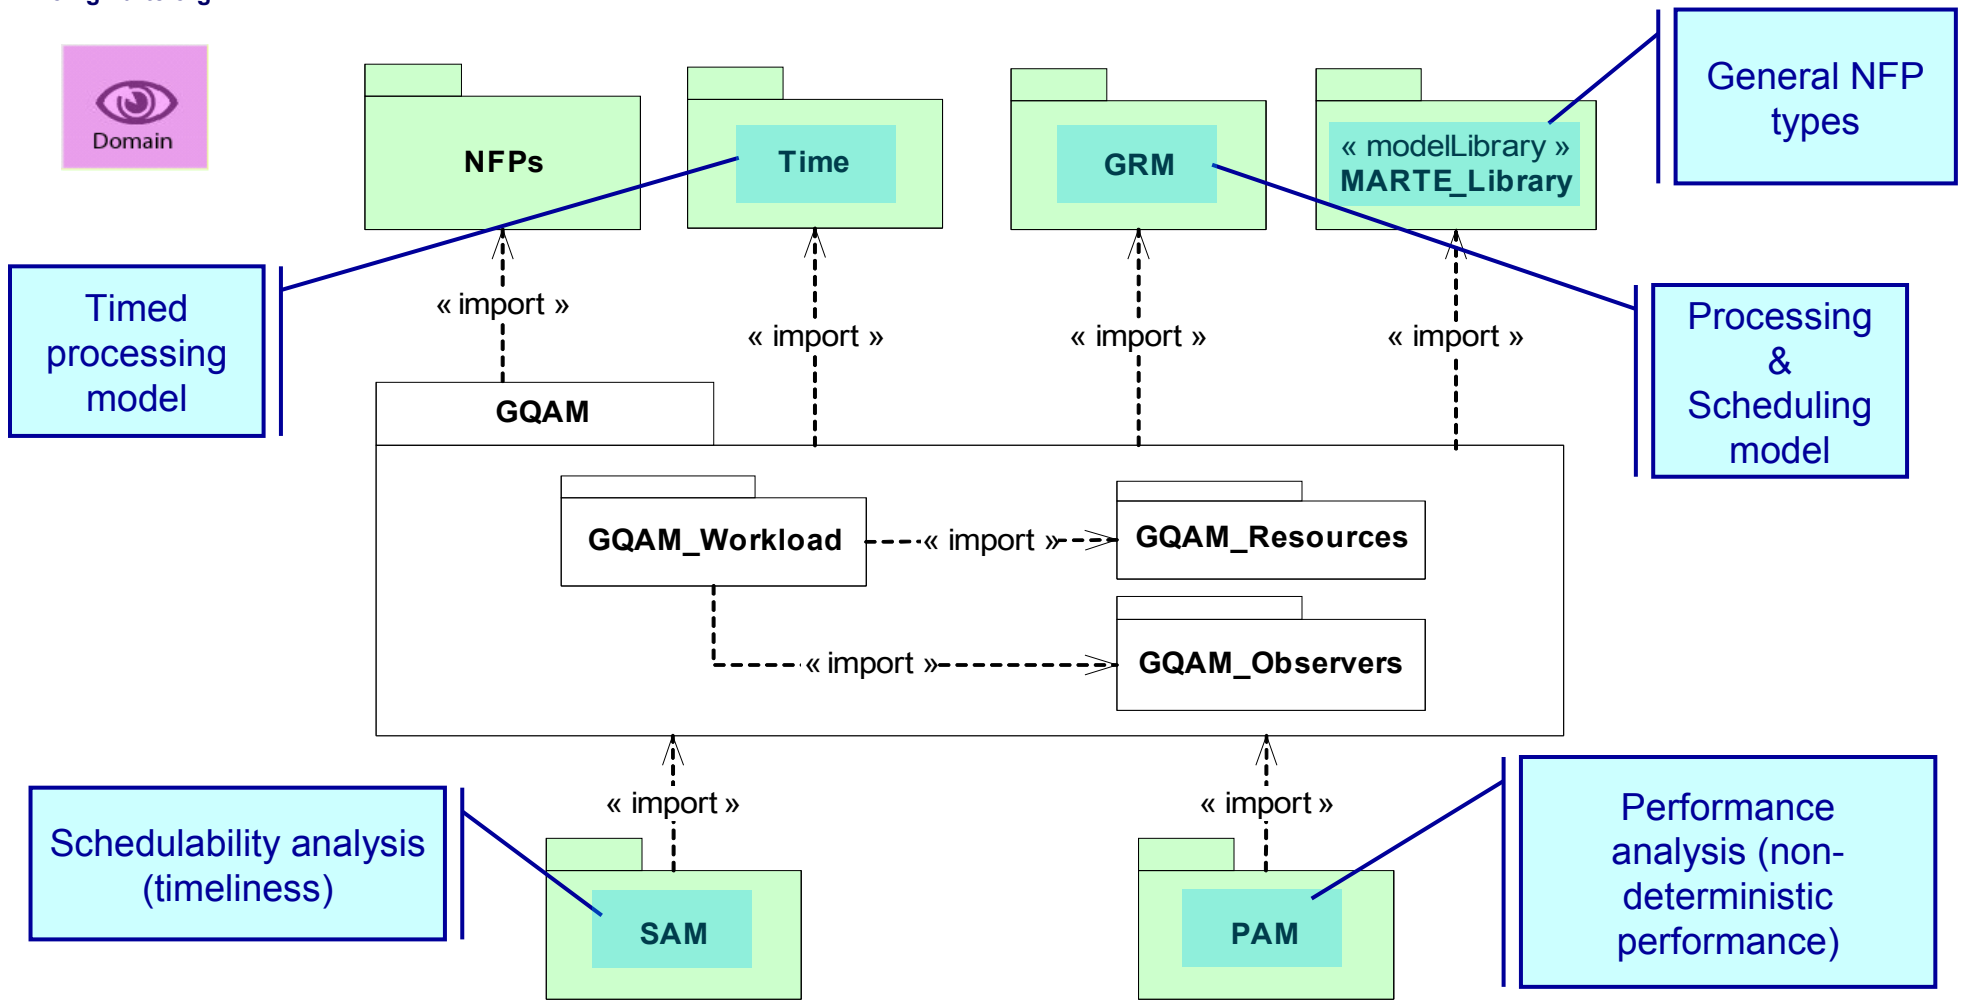 General NFP
types
Domain
NFPs
Time
GRM
« modelLibrary »
MARTE_Library
Timed
processing
model
« import »
« import »
« import »
« import »
Processing
&
Scheduling
model
GQAM
GQAM_Workload
« import »
GQAM_Resources
« import »
GQAM_Observers
« import »
« import »
Schedulability analysis
(timeliness)
SAM
PAM
Performance
analysis (non-
deterministic
performance)